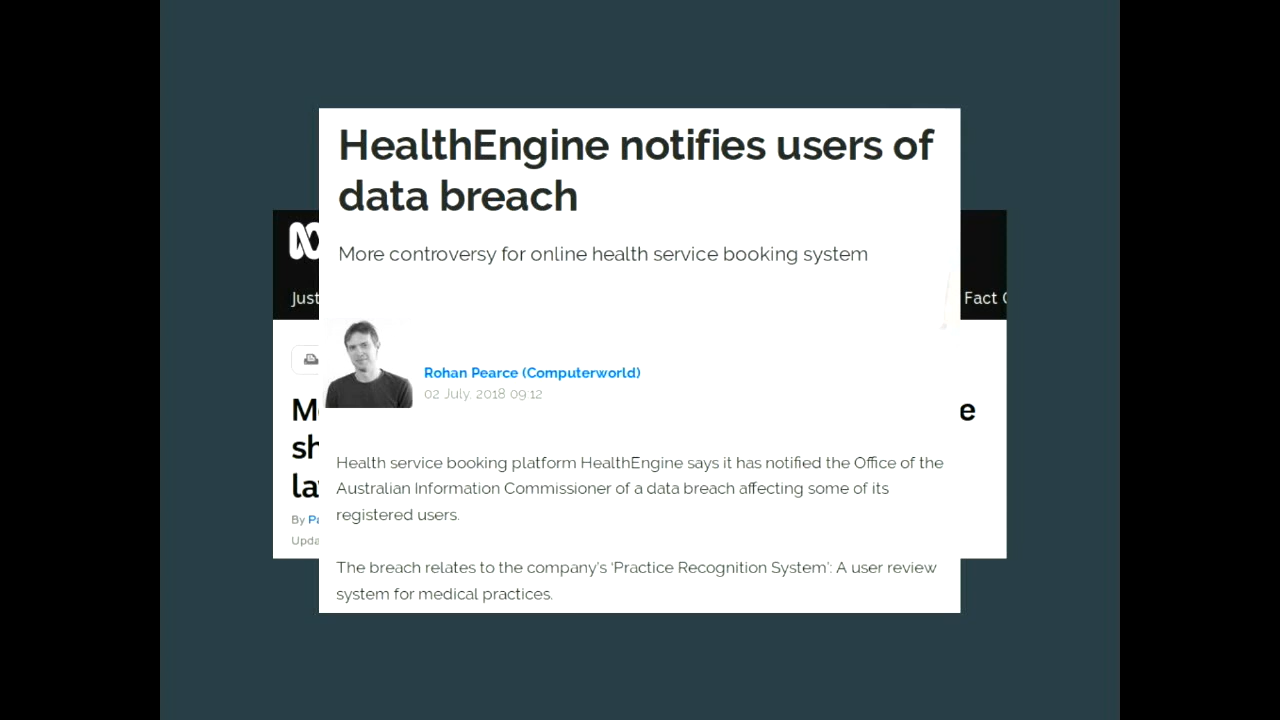 HealthEngine notifies users of
data breach
More controversy for online health service booking system
Just
Fact
Rohan Pearce (Computerworld)
02 July, 2018 09:12
Health service booking platform HealthEngine says it has notified the Office of the
Australian Information Commissioner of a data breach affecting some of its
registered users.
By
The breach relates to the company's 'Practice Recognition System': A user review
system for medical practices.